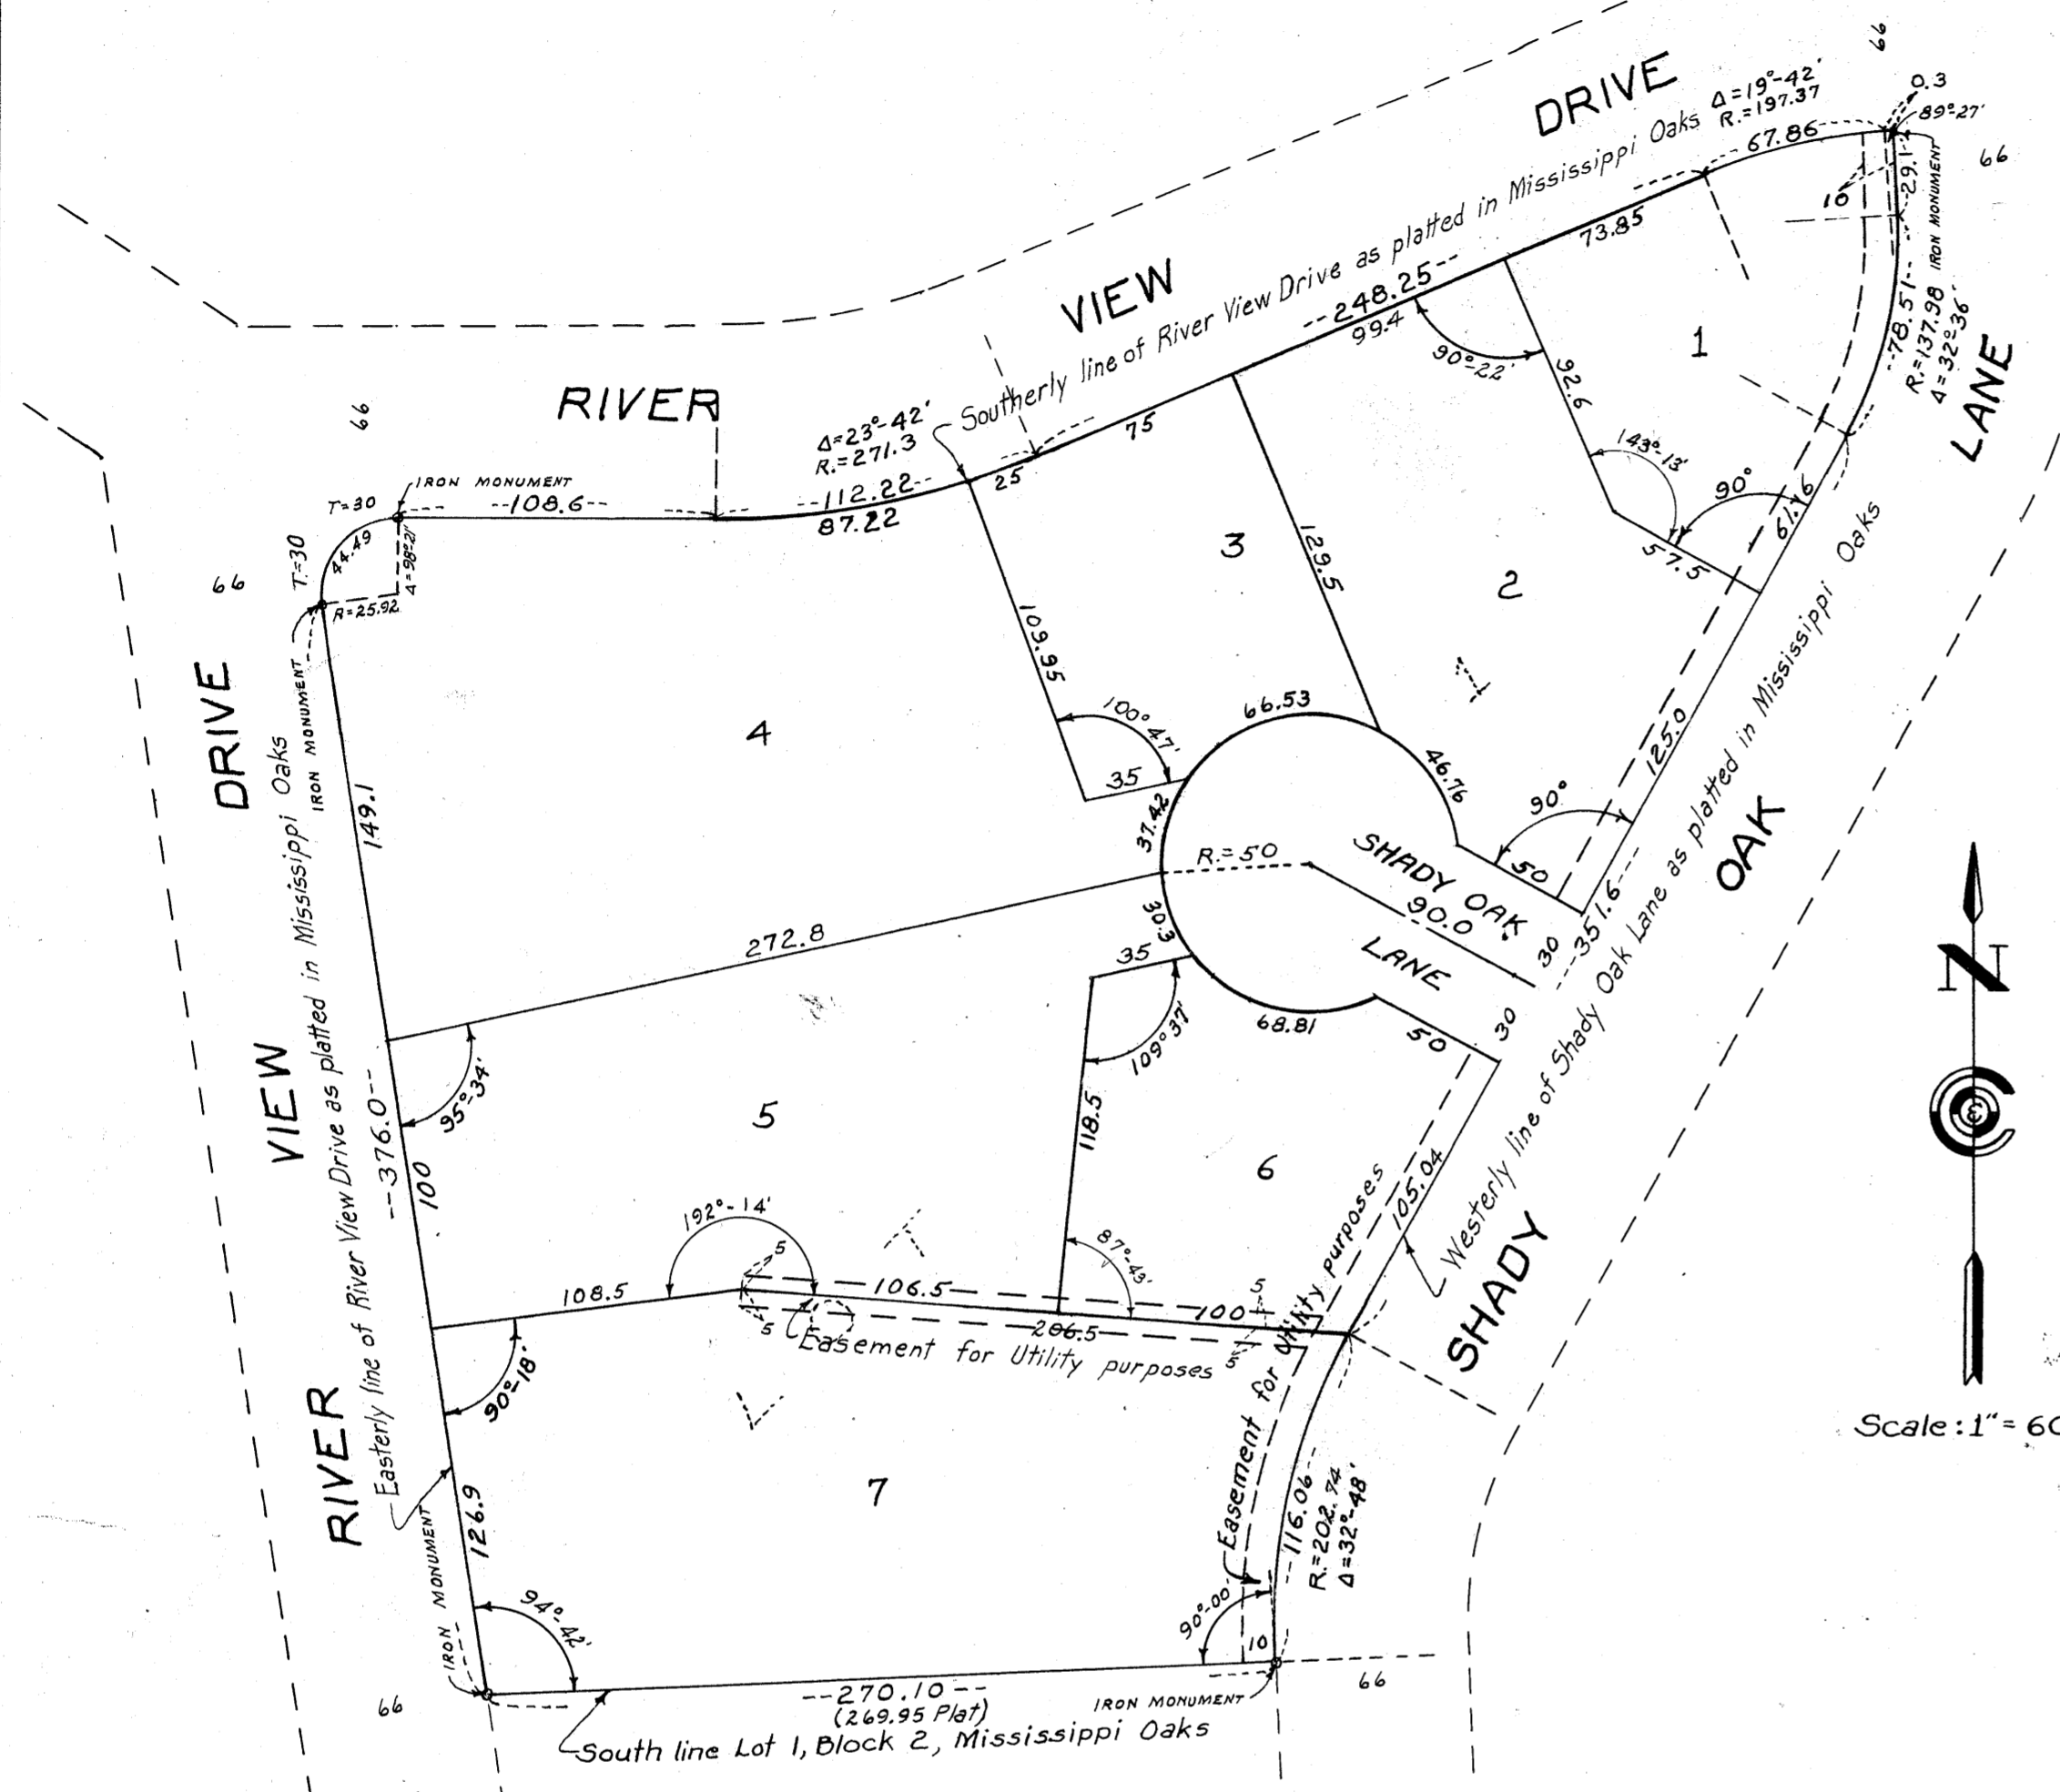 66
0.3
89°-27'
DRIVE
Δ=19°-42'
R.=197.37
67.86
66
10
29.1
IRON MONUMENT
--78.51--
R.=137.98
Δ=32°-36'
VIEW
Southerly line of River View Drive as platted in Mississippi Oaks
--248.25--
99.4
73.85
90°-22'
1
92.6
143°-13'
90°
57.5
61.16
LANE
66
RIVER
Δ=23°-42'
R.=271.3
--112.22--
87.22
25
75
T=30
IRON MONUMENT
--108.6--
T.=30
44.49
Δ=98°-21'
R=25.92
66
IRON MONUMENT
3
129.5
109.95
2
1
100°47'
35
66.53
46.76
37.42
125.0
90°
50
DRIVE
4
149.1
R.=50
SHADY OAK
90.0
LANE
30
30
--351.6--
OAK
Westerly line of Shady Oak Lane as platted in Mississippi Oaks
272.8
30.3
35
68.81
50
109°37'
95°-34'
VIEW
Easterly line of River View Drive as platted in Mississippi Oaks
--376.0--
100
5
118.5
6
105.04
N
192°-14'
87°-43'
108.5
5
106.5
100
5
5
206.5
5
Easement for Utility purposes
Easement for Utility purposes
SHADY
90°-18'
RIVER
7
--116.06--
R.=202.74
Δ=32°-48'
Scale: 1" = 60
126.9
IRON MONUMENT
94°-42'
90°-00'
10
66
--270.10--
(269.95 Plat)
IRON MONUMENT
66
South line Lot 1, Block 2, Mississippi Oaks